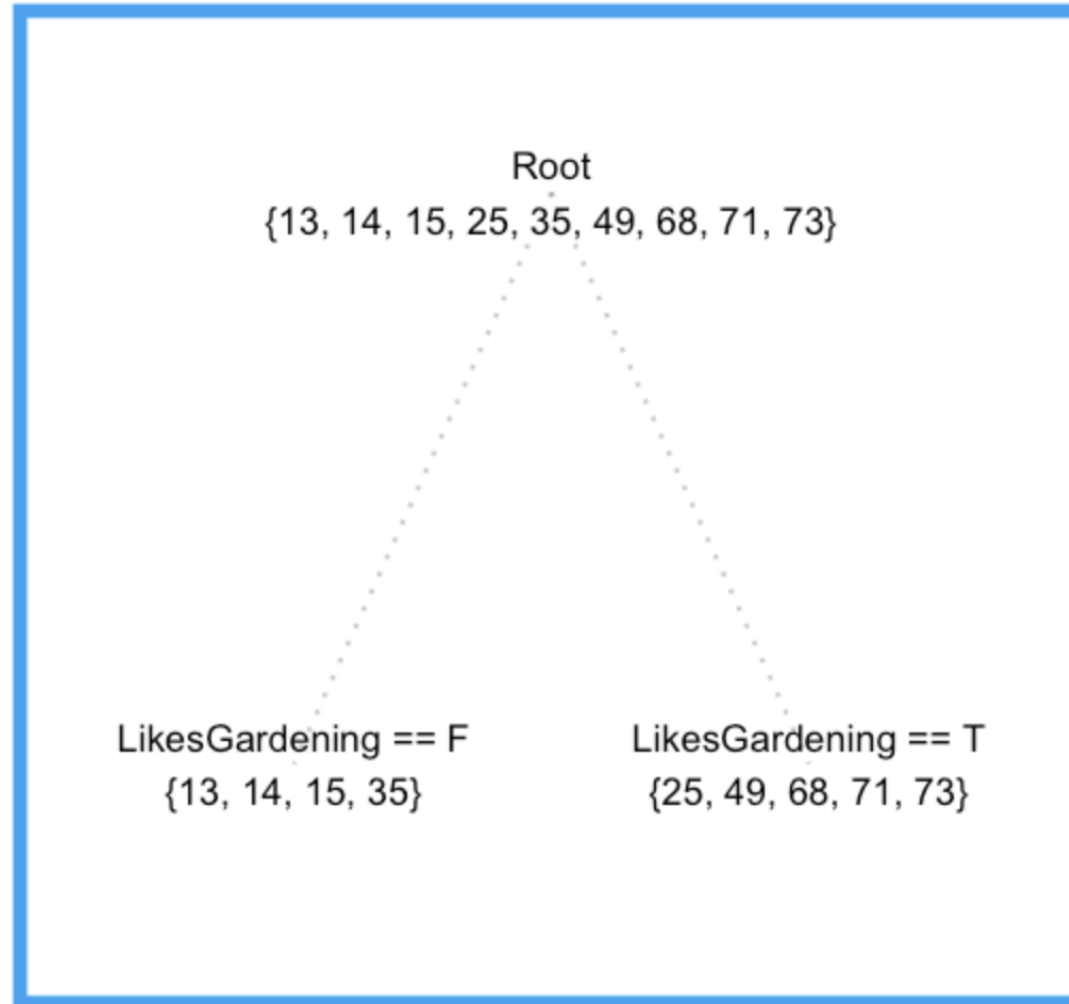 Root
{13, 14, 15, 25, 35, 49, 68, 71, 73}
LikesGardening == F
LikesGardening == T
{13, 14, 15, 35}
{25, 49, 68, 71, 73}